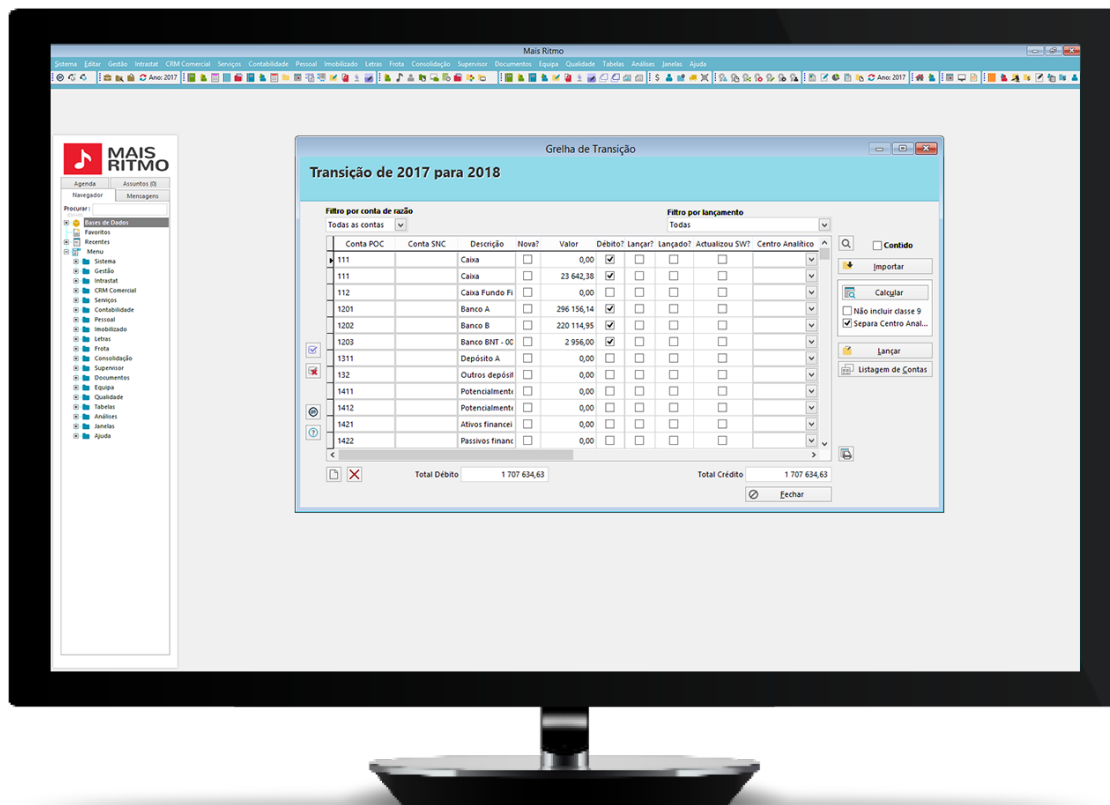 Mais Ritmo
Sistema Editar Gestão Intrastat CRM Comercial Serviços Contabilidade Pessoal Imobilizado Letras Frota Consolidação Supervisor Documentos Equipa Qualidade Tabelas Análises Janelas Ajuda
Ano: 2017 Ano: 2017
MAIS
RITMO
Agenda Assuntos (0)
Navegador Mensagens
Procurar:
Bases de Dados
Favoritos
Recentes
Menu
Sistema
Gestão
Intrastat
CRM Comercial
Serviços
Contabilidade
Pessoal
Imobilizado
Letras
Frota
Consolidação
Supervisor
Documentos
Equipa
Qualidade
Tabelas
Análises
Janelas
Ajuda
Grelha de Transição
Transição de 2017 para 2018
Filtro por conta de razão Filtro por lançamento
Todas as contas Todas
Conta POC Conta SNC Descrição Nova? Valor Débito? Lançar? Lançado? Actualizou SW? Centro Analítico
111 Caixa 0,00
111 Caixa 23 642,38
112 Caixa Fundo Fi 0,00
1201 Banco A 296 156,14
1202 Banco B 220 114,95
1203 Banco BNT - 00 2 956,00
1311 Depósito A 0,00
132 Outros depósit 0,00
1411 Potencialmente 0,00
1412 Potencialmente 0,00
1421 Ativos financei 0,00
1422 Passivos financ 0,00
Total Débito 1 707 634,63 Total Crédito 1 707 634,63
Fechar
Contido
Importar
Calcular
Não incluir classe 9
Separa Centro Anal...
Lançar
Listagem de Contas